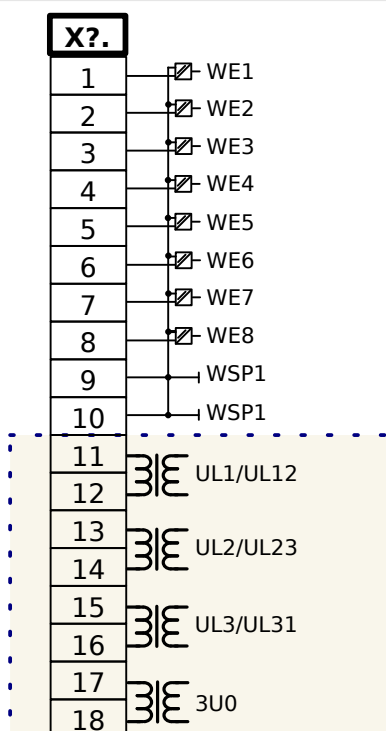 X?.
1 WE1
2 WE2
3 WE3
4 WE4
5 WE5
6 WE6
7 WE7
8 WE8
9 WSP1
10 WSP1
11
UL1/UL12
12
13
UL2/UL23
14
15
UL3/UL31
16
17
3U0
18